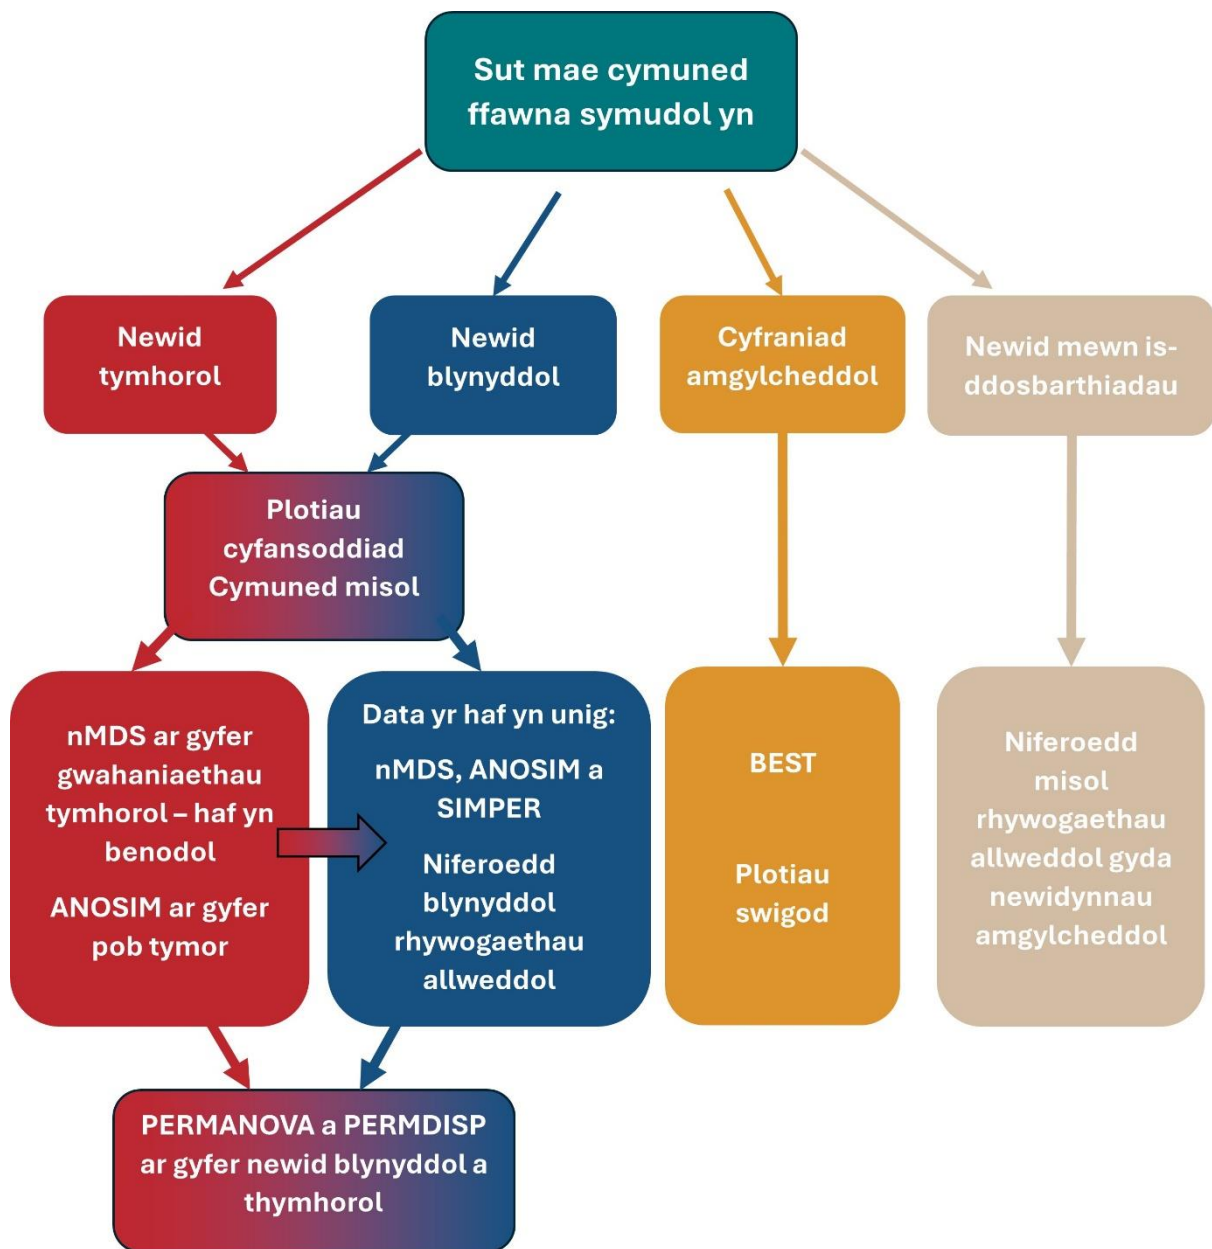 Sut mae cymuned
ffawna symudol yn
Newid
tymhorol
Newid
blynyddol
Cyfraniad
amgylcheddol
Newid mewn is-
ddosbarthiadau
Plotiau
cyfansoddiad
Cymuned misol
nMDS ar gyfer
gwahaniaethau
tymhorol – haf yn
benodol
ANOSIM ar gyfer
pob tymor
Data yr haf yn unig:
nMDS, ANOSIM a
SIMPER
Niferoedd
blynyddol
rhywogaethau
allweddol
BEST
Plotiau
swigod
Niferoedd
misol
rhywogaethau
allweddol gyda
newidynnau
amgylcheddol
PERMANOVA a PERMDISP
ar gyfer newid blynyddol a
thymhorol